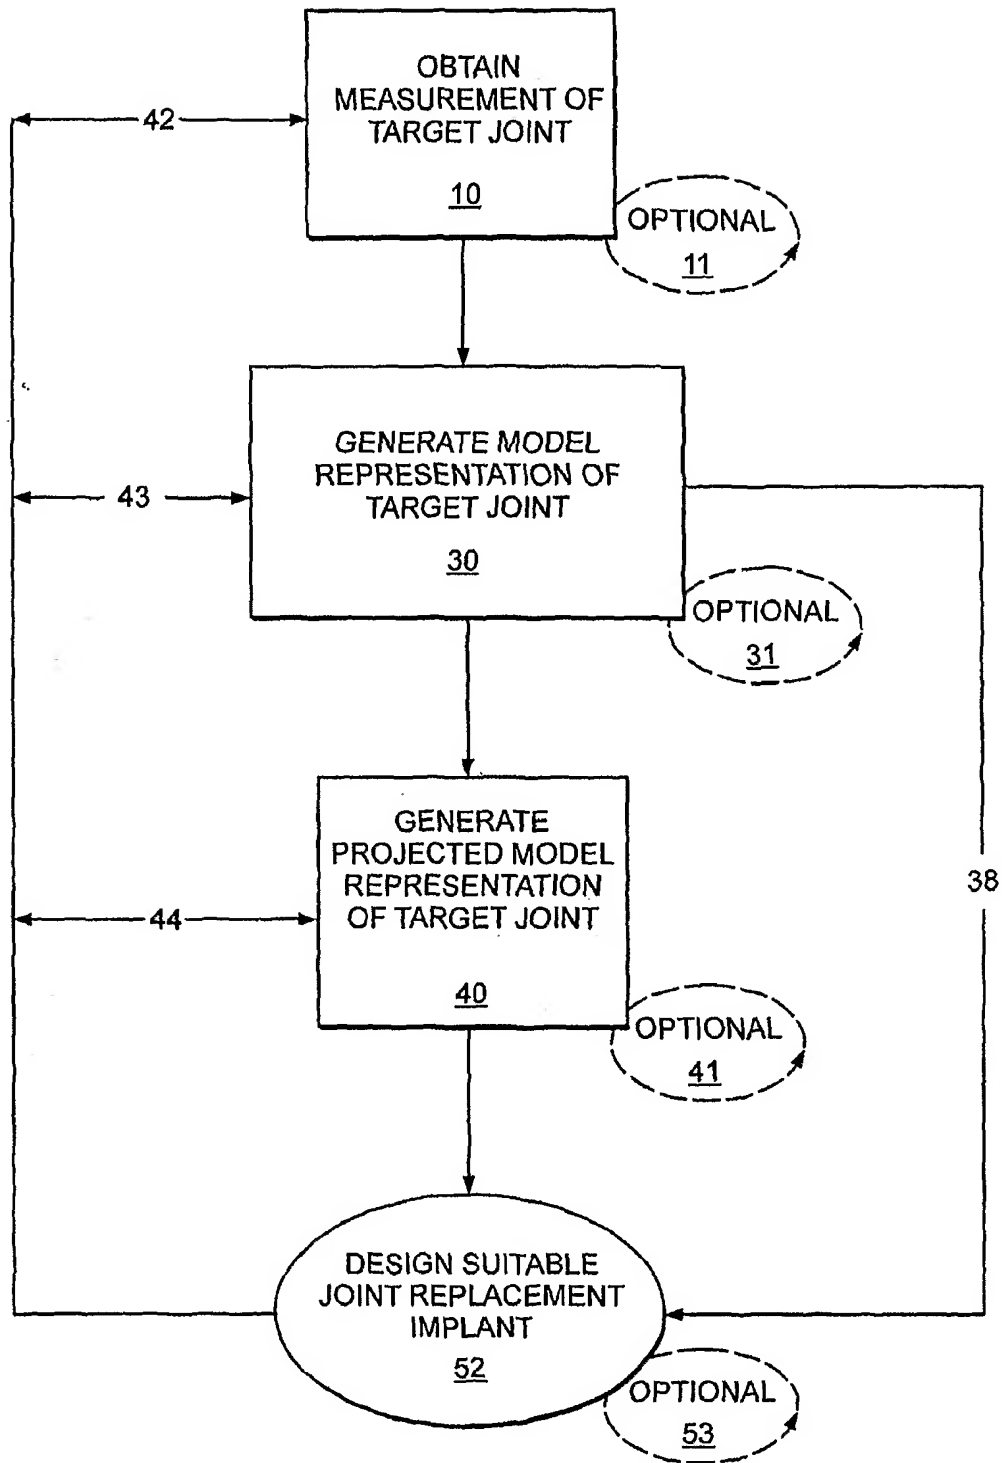 OBTAIN
MEASUREMENT OF
TARGET JOINT
10
42
OPTIONAL
11
GENERATE MODEL
REPRESENTATION OF
TARGET JOINT
30
43
OPTIONAL
31
GENERATE
PROJECTED MODEL
REPRESENTATION
OF TARGET JOINT
40
44
38
OPTIONAL
41
DESIGN SUITABLE
JOINT REPLACEMENT
IMPLANT
52
OPTIONAL
53